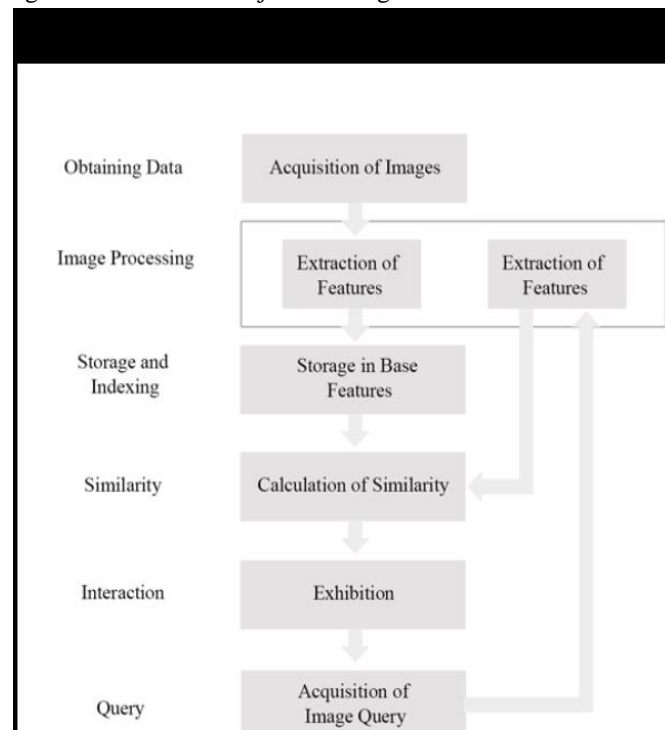 Obtaining Data
Acquisition of Images
Image Processing
Extraction of
Features
Extraction of
Features
Storage and
Indexing
Storage in Base
Features
Similarity
Calculation of Similarity
Interaction
Exhibition
Query
Acquisition of
Image Query